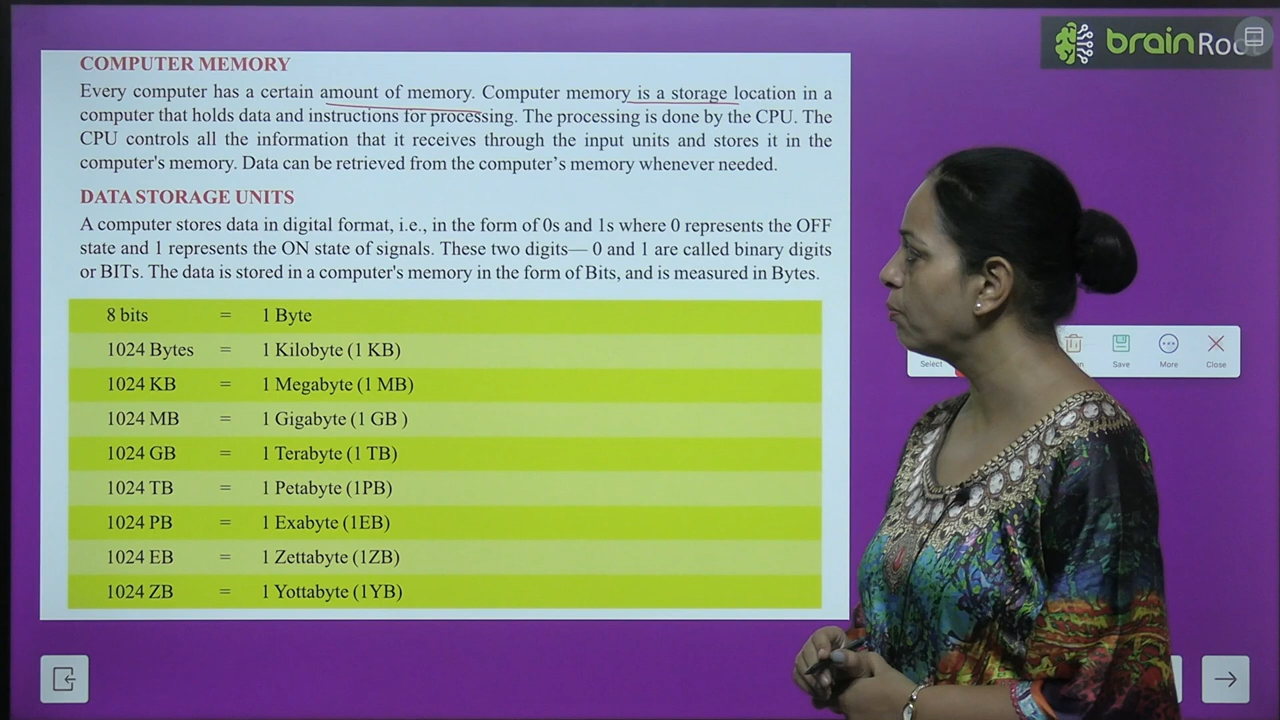 brainRo
COMPUTER MEMORY
Every computer has a certain amount of memory. Computer memory is a storage location in a
computer that holds data and instructions for processing. The processing is done by the CPU. The
CPU controls all the information that it receives through the input units and stores it in the
computer's memory. Data can be retrieved from the computer’s memory whenever needed.
DATA STORAGE UNITS
A computer stores data in digital format, i.e., in the form of 0s and 1s where 0 represents the OFF
state and 1 represents the ON state of signals. These two digits— 0 and 1 are called binary digits
or BITs. The data is stored in a computer's memory in the form of Bits, and is measured in Bytes.
8 bits = 1 Byte
1024 Bytes = 1 Kilobyte (1 KB)
1024 KB = 1 Megabyte (1 MB)
1024 MB = 1 Gigabyte (1 GB )
1024 GB = 1 Terabyte (1 TB)
1024 TB = 1 Petabyte (1PB)
1024 PB = 1 Exabyte (1EB)
1024 EB = 1 Zettabyte (1ZB)
1024 ZB = 1 Yottabyte (1YB)
Select Save More Close